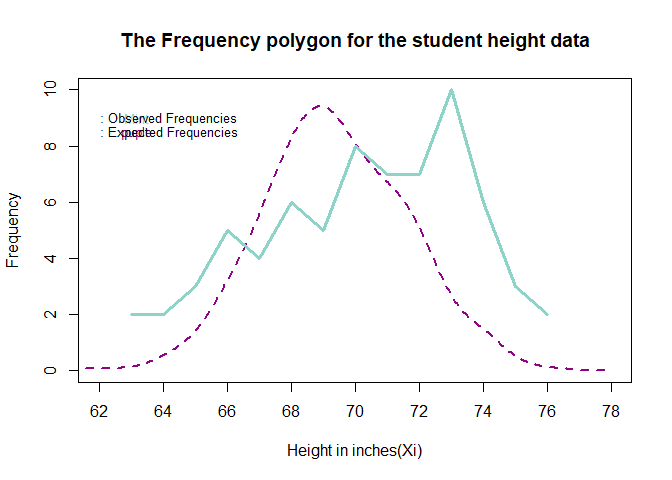 The Frequency polygon for the student height data
: Observed Frequencies
: Expected Frequencies
Frequency
10
8
6
4
2
0
62 64 66 68 70 72 74 76 78
Height in inches(Xi)